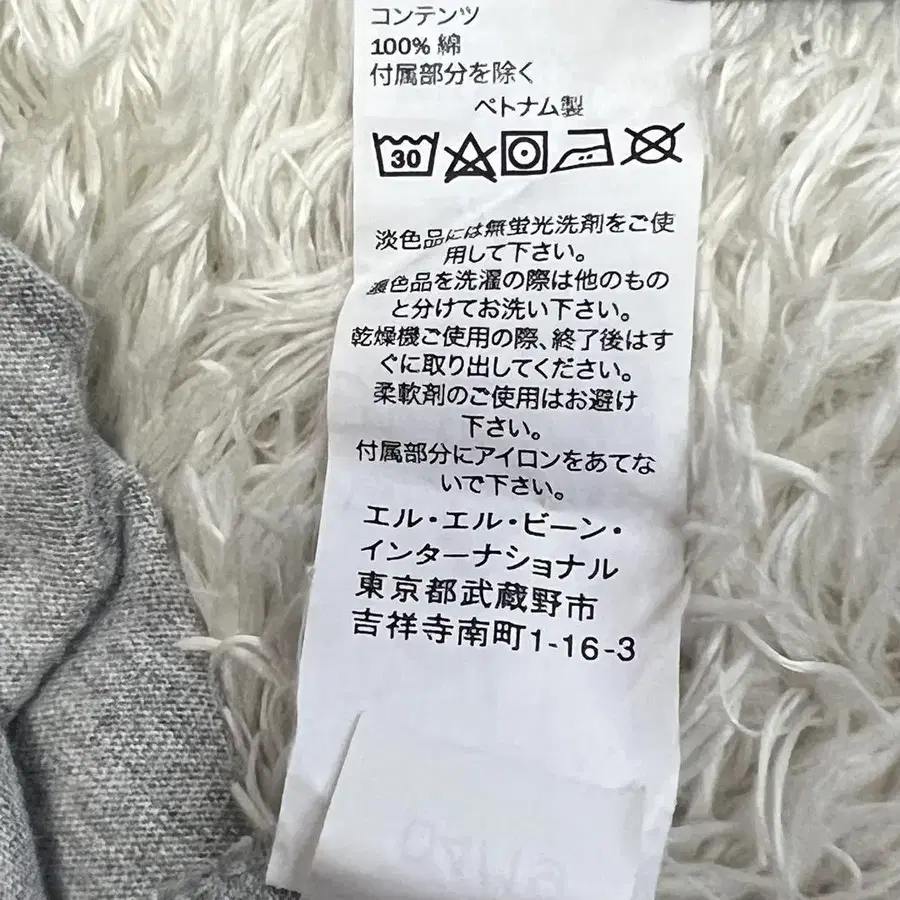 コンテンツ
100% 綿
付属部分を除く
ベトナム製
30
淡色品には無蛍光洗剤をご使
用して下さい。
濃色品を洗濯の際は他のもの
と分けてお洗い下さい。
乾燥機ご使用の際、終了後はす
ぐに取り出してください。
柔軟剤のご使用はお避け
下さい。
付属部分にアイロンをあてな
いで下さい。
エル・エル・ビーン・
インターナショナル
東京都武蔵野市
吉祥寺南町1-16-3